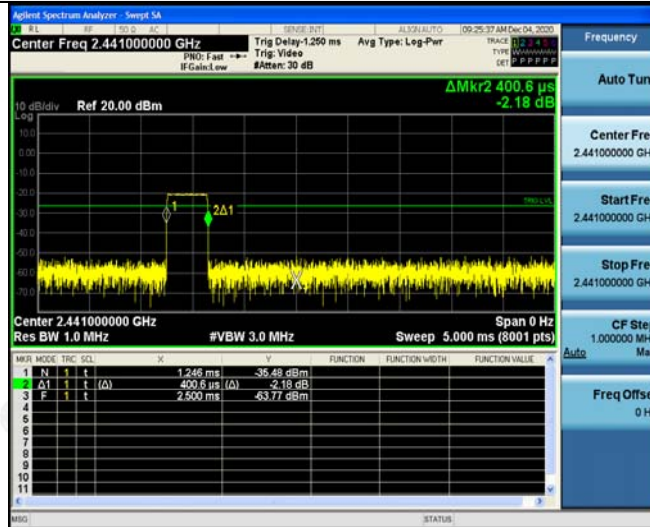 Agilent Spectrum Analyzer - Swept SA
RL RF 50 Ω AC SENSE:INT ALIGN AUTO 09:25:37 AM Dec 04, 2020
Center Freq 2.441000000 GHz
PNO: Fast
IFGain:Low
Trig Delay-1.250 ms
Trig: Video
#Atten: 30 dB
Avg Type: Log-Pwr
TRACE 1 2 3 4 5 6
TYPE
DET P P P P P P
ΔMkr2 400.6 µs
-2.18 dB
10 dB/div Ref 20.00 dBm
Log
10.0
0.00
-10.0
-20.0
TRIG LVL
-30.0
-40.0
-50.0
-60.0
-70.0
1
2Δ1
Center 2.441000000 GHz Span 0 Hz
Res BW 1.0 MHz #VBW 3.0 MHz Sweep 5.000 ms (8001 pts)
MKR MODE TRC SCL X Y FUNCTION FUNCTION WIDTH FUNCTION VALUE
1 N 1 t 1.246 ms -35.48 dBm
2 Δ1 1 t (Δ) 400.6 µs (Δ) -2.18 dB
3 F 1 t 2.500 ms -63.77 dBm
4
5
6
7
8
9
10
11
MSG STATUS
Frequency
Auto Tun
Center Fre
2.441000000 GH
Start Fre
2.441000000 GH
Stop Fre
2.441000000 GH
CF Ste
1.000000 MH
Auto Ma
Freq Offse
0 H